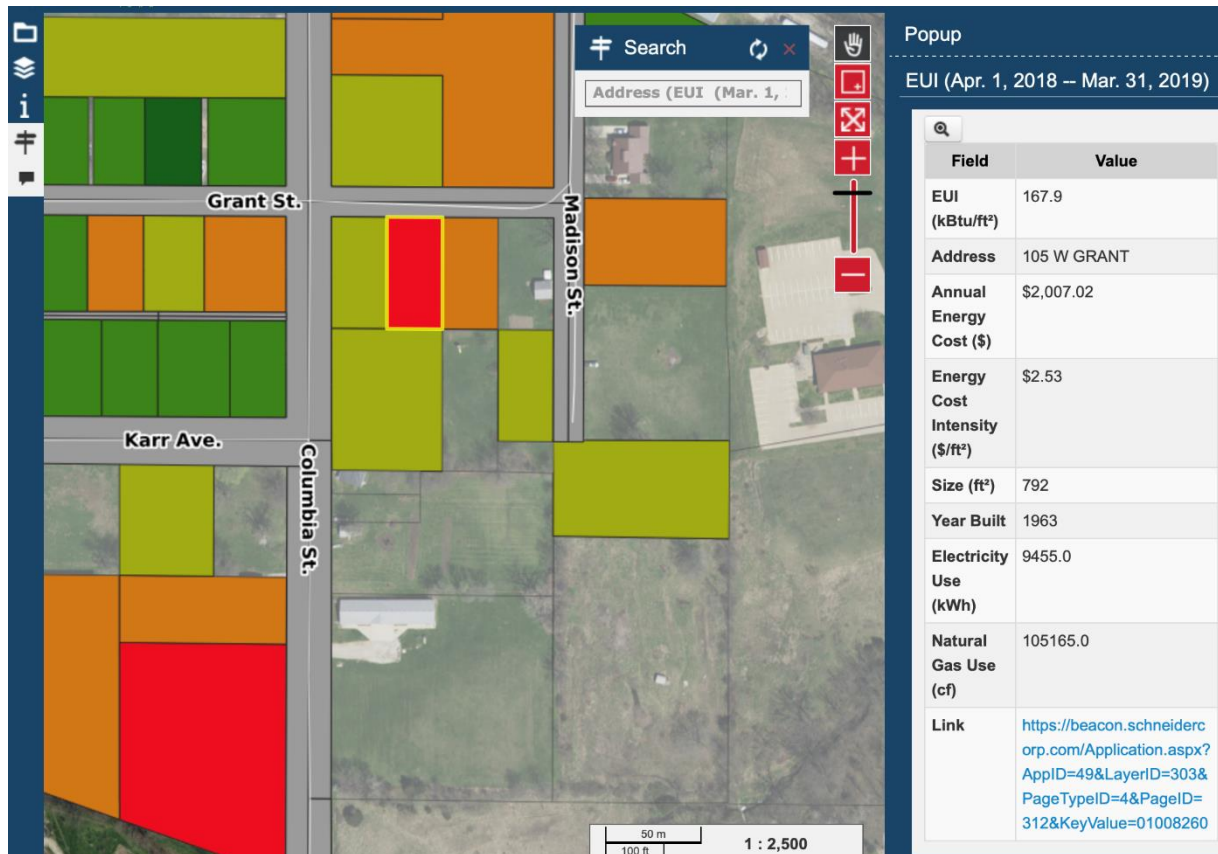 Search
Address (EUI (Mar. 1,
Grant St.
Madison St.
Karr Ave.
Columbia St.
50 m
100 ft
1 : 2,500
Popup
EUI (Apr. 1, 2018 -- Mar. 31, 2019)
Field Value
EUI 167.9
(kBtu/ft²)
Address 105 W GRANT
Annual $2,007.02
Energy
Cost ($)
Energy $2.53
Cost
Intensity
($/ft²)
Size (ft²) 792
Year Built 1963
Electricity 9455.0
Use
(kWh)
Natural 105165.0
Gas Use
(cf)
Link https://beacon.schneiderc
orp.com/Application.aspx?
AppID=49&LayerID=303&
PageTypeID=4&PageID=
312&KeyValue=01008260